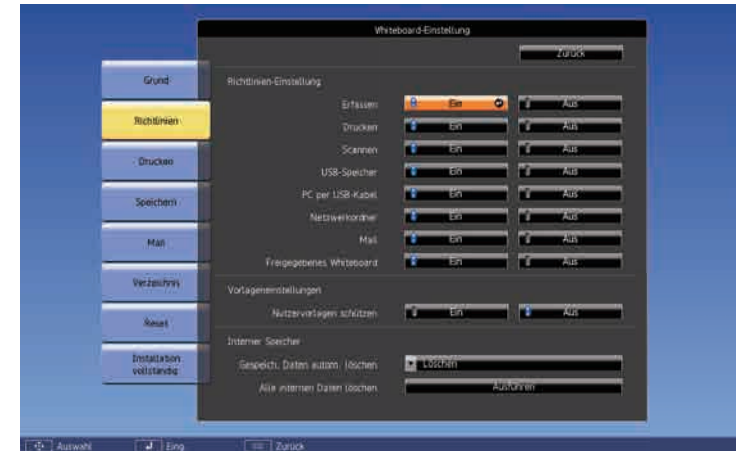 Whiteboard-Einstellung
Zurück
Grund
Richtlinien
Drucken
Speichern
Mail
Verzeichnis
Reset
Installation
vollständig
Richtlinien-Einstellung
Erfassen Ein Aus
Drucken Ein Aus
Scannen Ein Aus
USB-Speicher Ein Aus
PC per USB-Kabel Ein Aus
Netzwerkordner Ein Aus
Mail Ein Aus
Freigegebenes Whiteboard Ein Aus
Vorlageneinstellungen
Nutzervorlagen schützen Ein Aus
Interner Speicher
Gespeich. Daten autom. löschen Löschen
Alle internen Daten löschen Ausführen
Auswahl Eing. Zurück